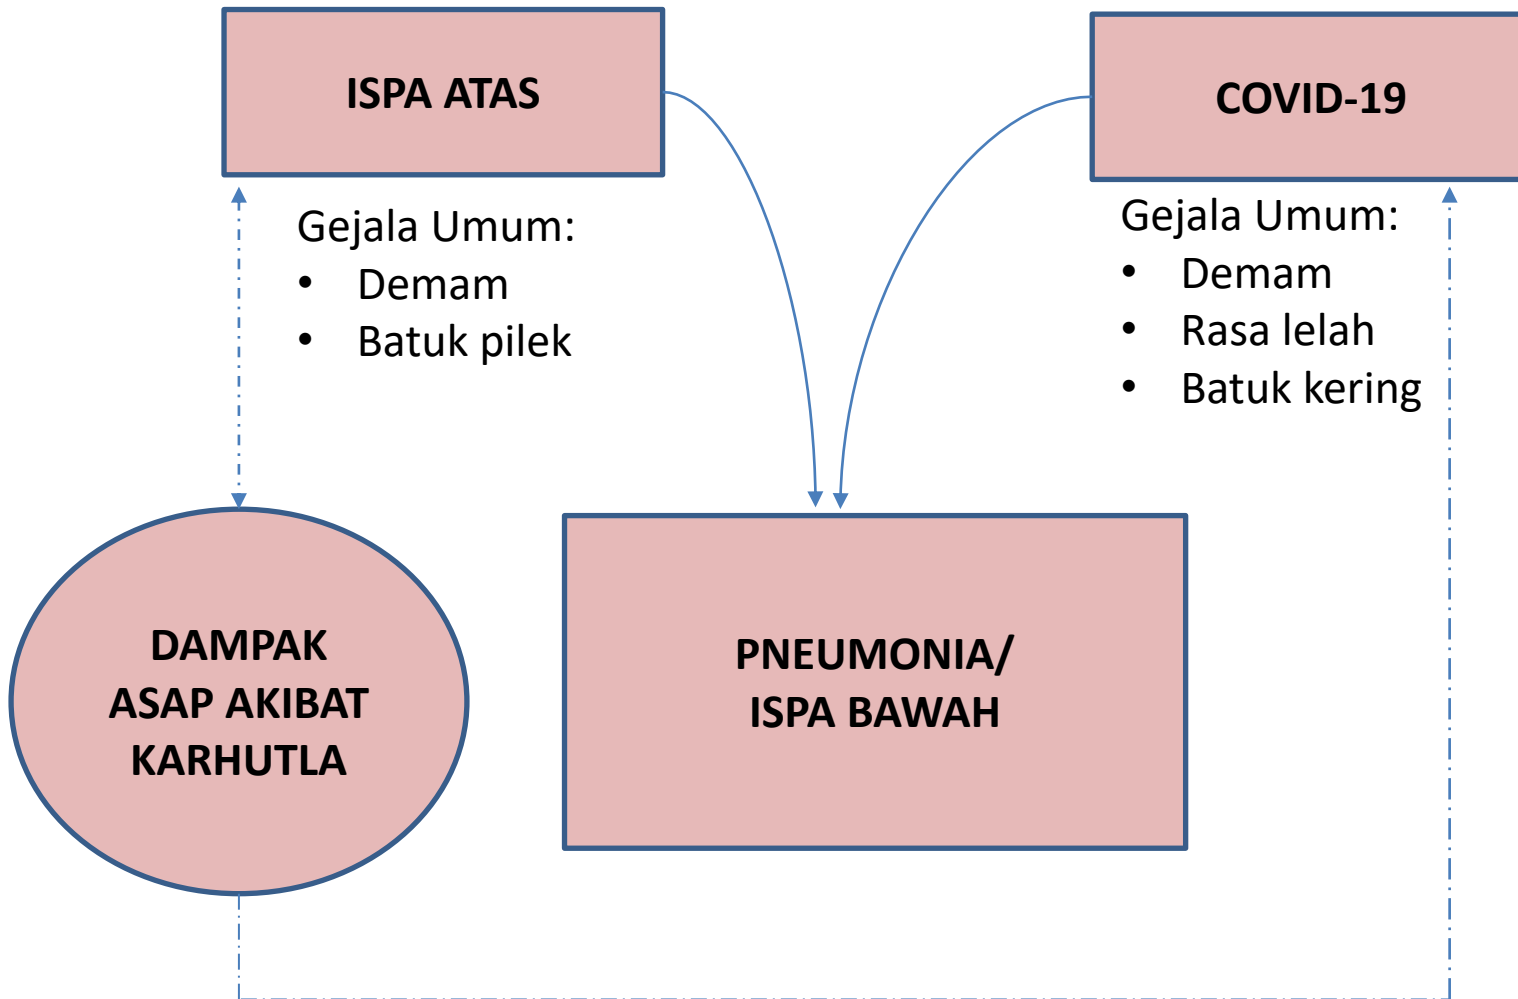 ISPA ATAS
Gejala Umum:
• Demam
• Batuk pilek
COVID-19
Gejala Umum:
• Demam
• Rasa lelah
• Batuk kering
DAMPAK
ASAP AKIBAT
KARHUTLA
PNEUMONIA/
ISPA BAWAH